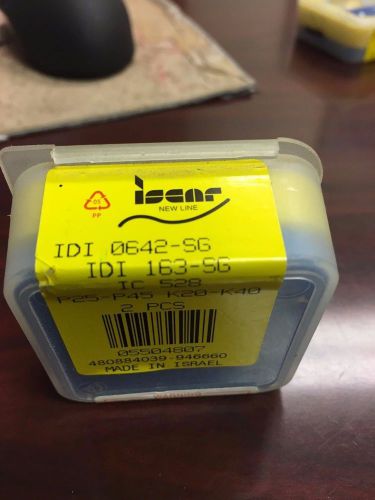 iscar
NEW LINE
05
PP
IDI 0642-SG
IDI 163-SG
IC 528
P25-P45 K20-K40
2 PCS
05504807
480884039-946660
MADE IN ISRAEL